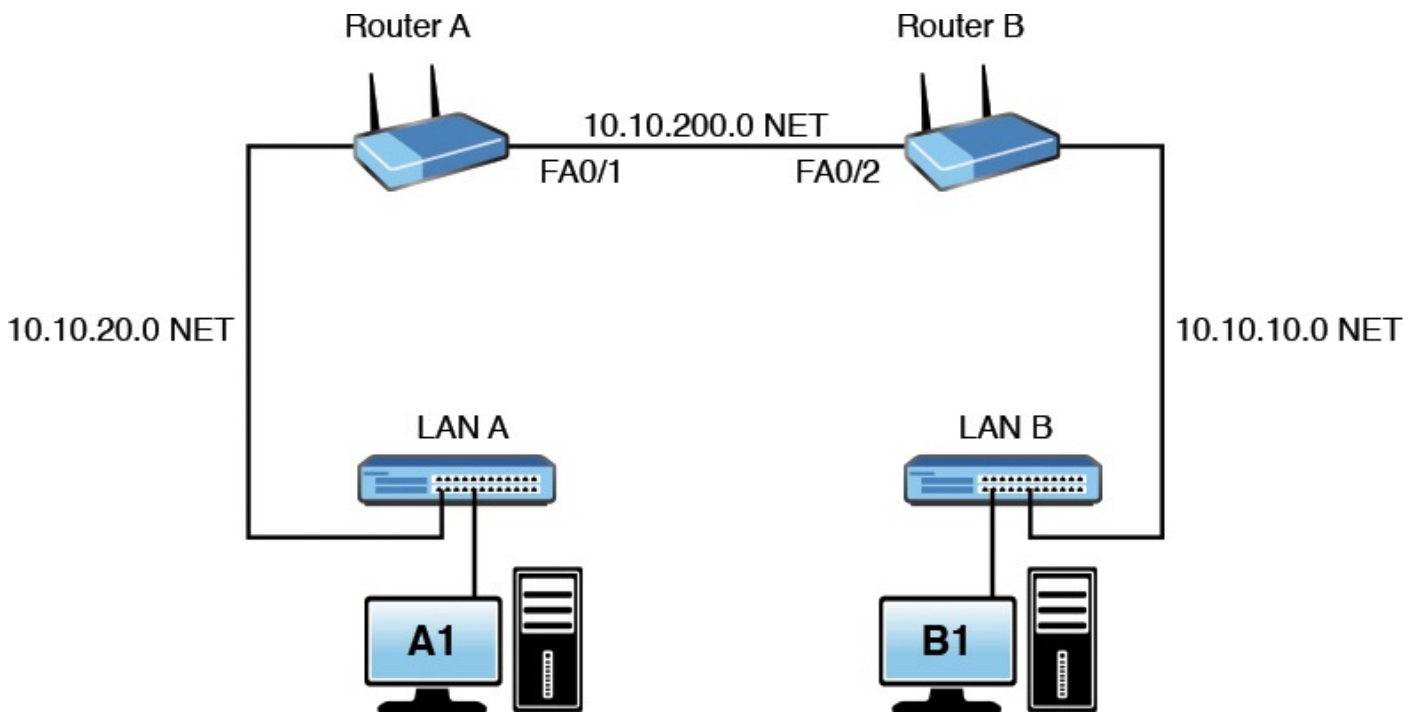 Router A
Router B
10.10.200.0 NET
FA0/1
FA0/2
10.10.20.0 NET
10.10.10.0 NET
LAN A
LAN B
A1
B1